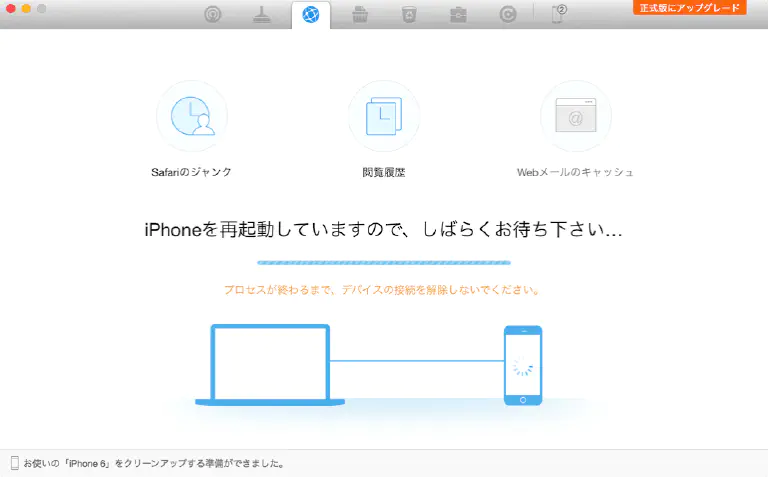 ②
正式版にアップグレード
Safariのジャンク
閲覧履歴
Webメールのキャッシュ
iPhoneを再起動していますので、しばらくお待ち下さい...
プロセスが終わるまで、デバイスの接続を解除しないでください。
お使いの「iPhone 6」をクリーンアップする準備ができました。